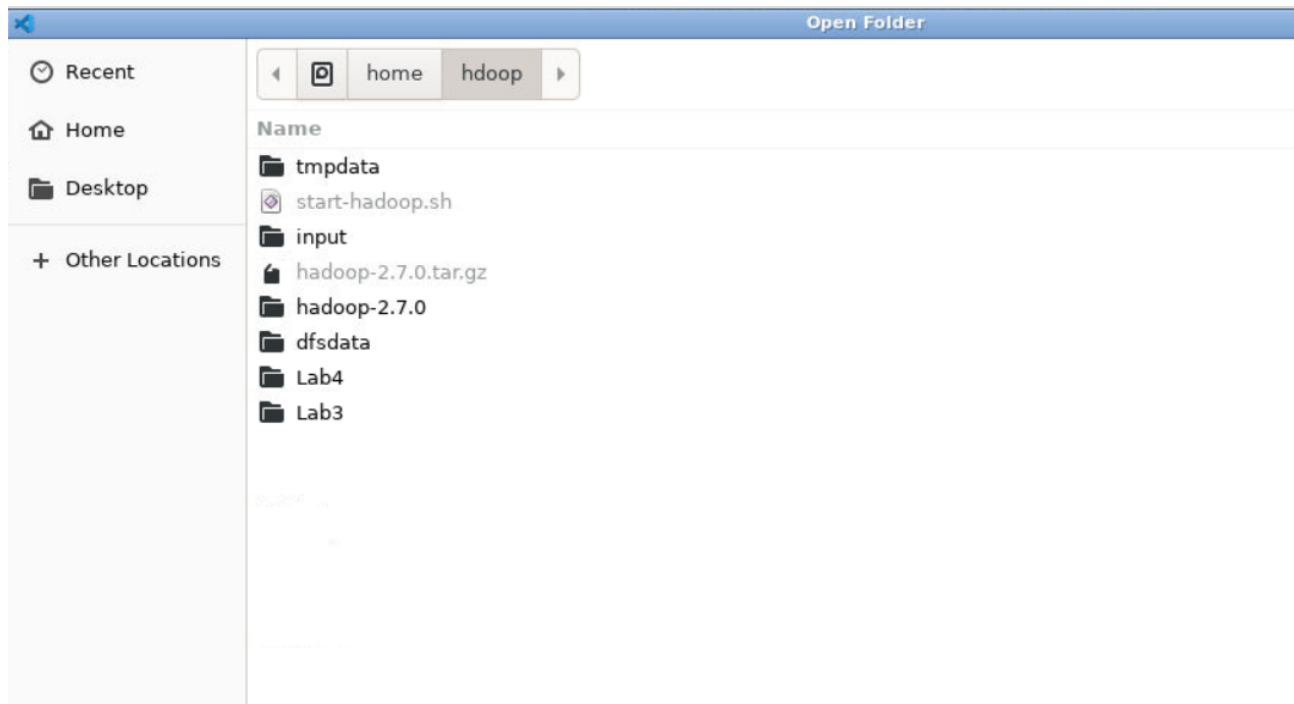 Open Folder
Recent
Home
Desktop
+ Other Locations
home hdoop
Name
tmpdata
start-hadoop.sh
input
hadoop-2.7.0.tar.gz
hadoop-2.7.0
dfsdata
Lab4
Lab3